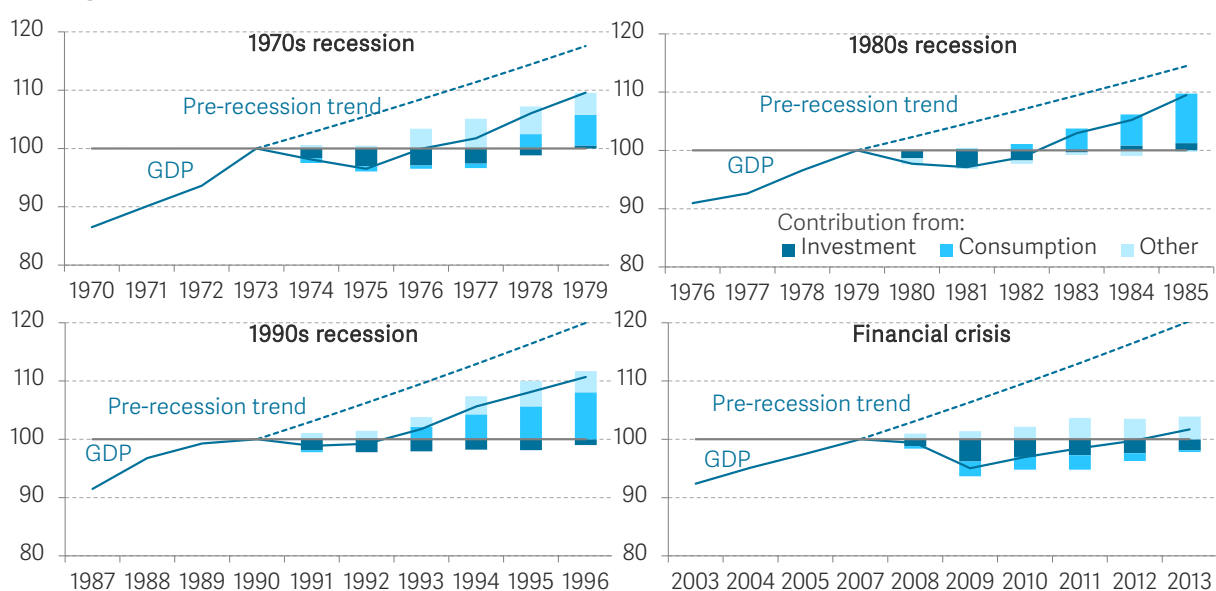 1970s recession
120
110
100
90
80
Pre-recession trend
GDP
1970 1971 1972 1973 1974 1975 1976 1977 1978 1979
1980s recession
120
110
100
90
80
Pre-recession trend
GDP
Contribution from:
Investment Consumption Other
1976 1977 1978 1979 1980 1981 1982 1983 1984 1985
1990s recession
120
110
100
90
80
Pre-recession trend
GDP
1987 1988 1989 1990 1991 1992 1993 1994 1995 1996
Financial crisis
120
110
100
90
80
Pre-recession trend
GDP
2003 2004 2005 2006 2007 2008 2009 2010 2011 2012 2013